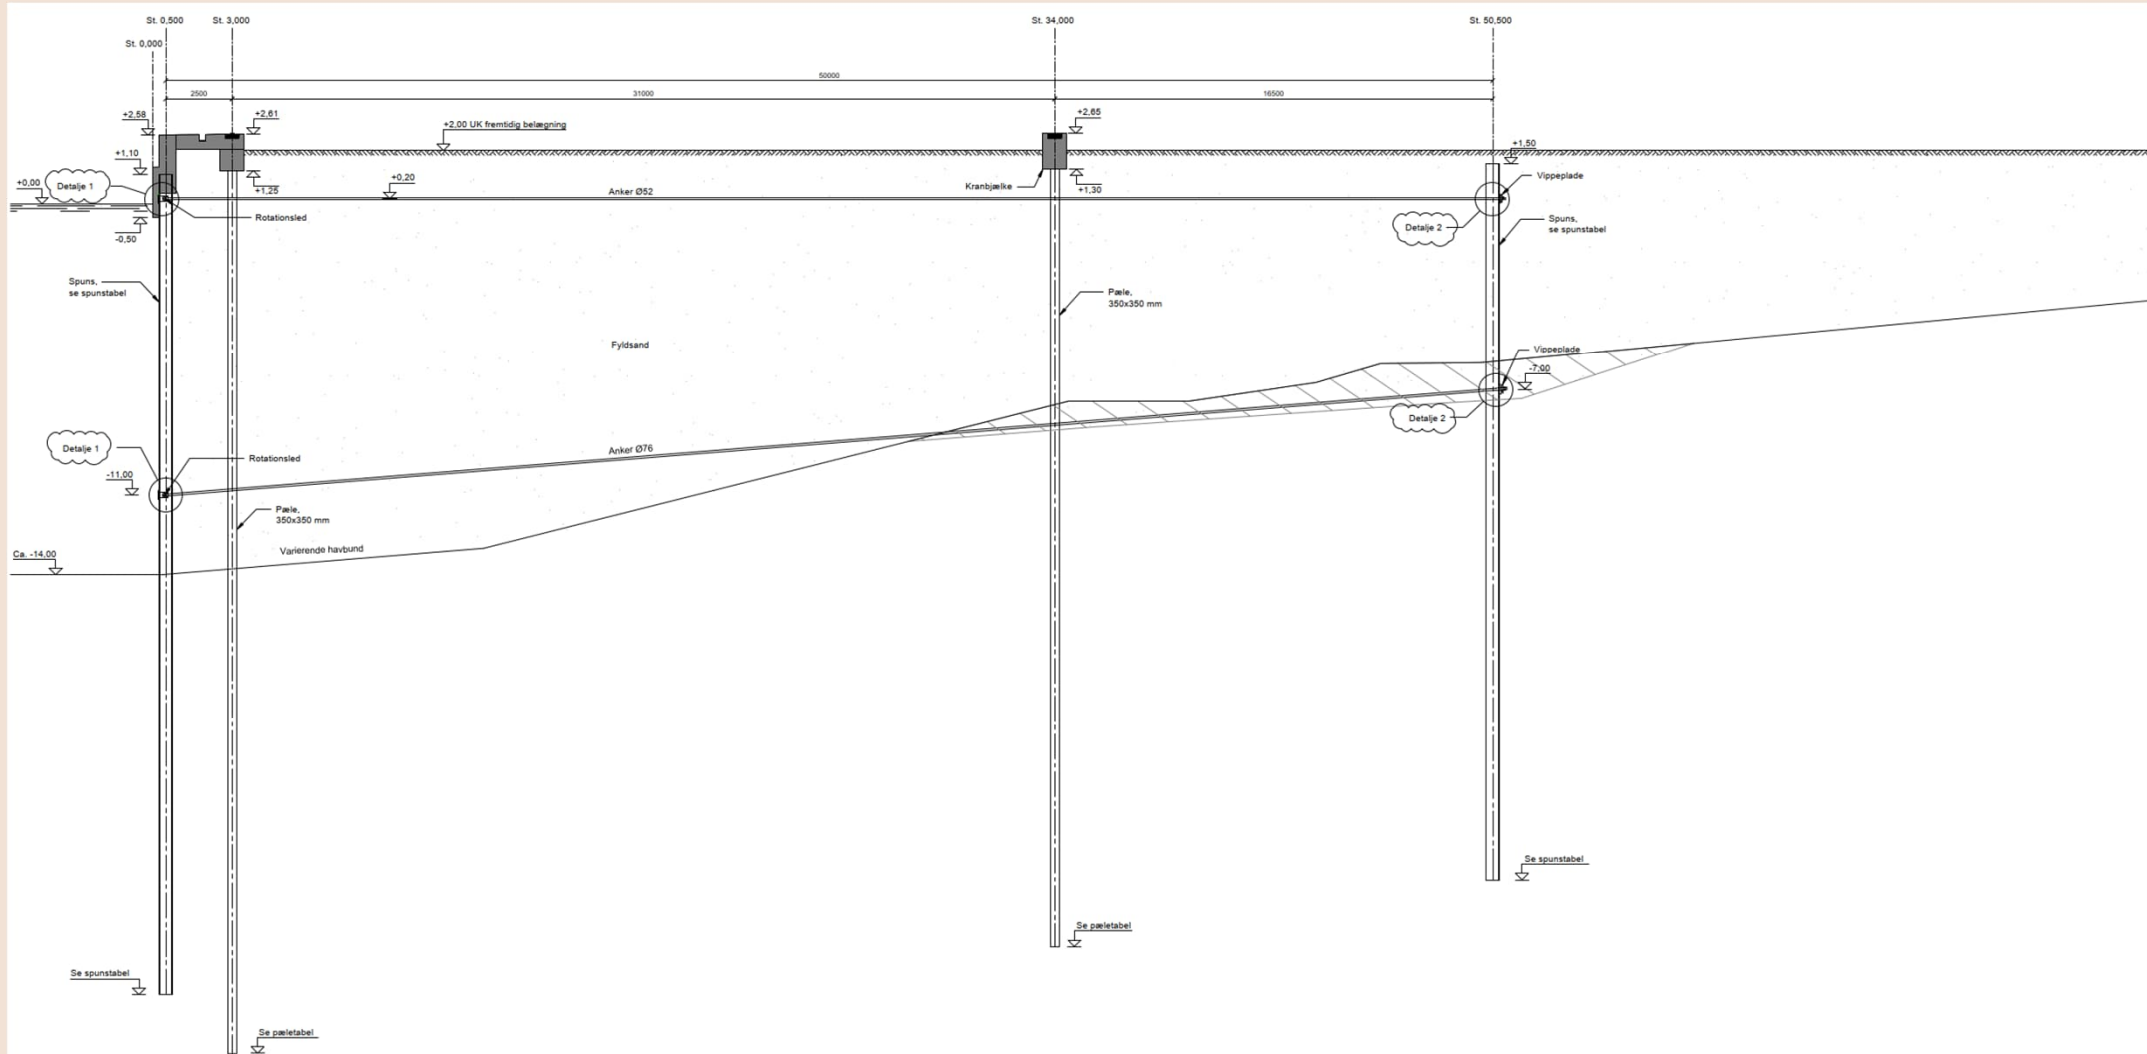 St. 0,500
St. 3,000
St. 34,000
St. 50,500
St. 0,000
50000
2500
31000
16500
+2,58
+2,61
+2,65
+2,00 UK fremtidig belægning
+1,10
+1,50
+0,00
Detalje 1
+0,20
+1,25
Anker Ø52
Kranbjælke
+1,30
Vippeplade
Rotationsled
-0,50
Detalje 2
Spuns,
se spunstabel
Spuns,
se spunstabel
Pæle,
350x350 mm
Fyldsand
Vippeplade
-7,00
Detalje 2
Detalje 1
Rotationsled
Anker Ø76
-11,00
Pæle,
350x350 mm
Varierende havbund
Ca. -14,00
Se spunstabel
Se pæletabel
Se spunstabel
Se pæletabel